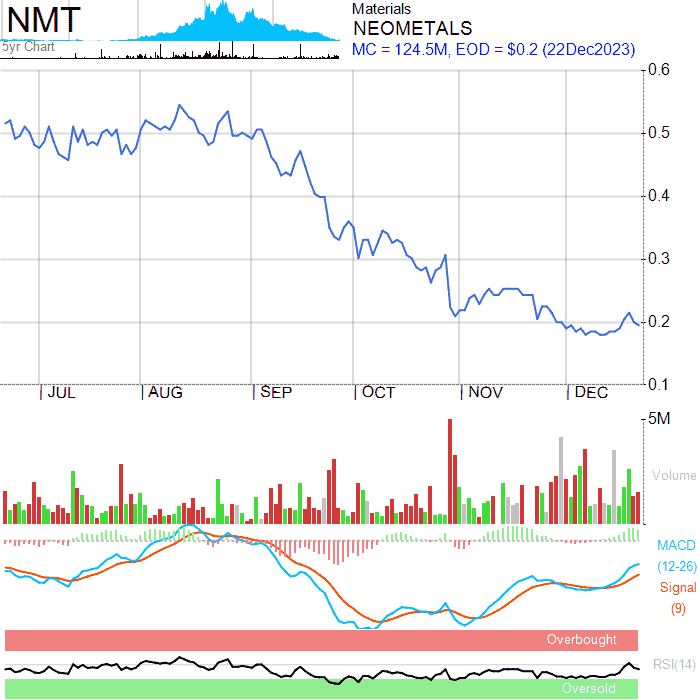 NMT
5yr Chart
Materials
NEOMETALS
MC = 124.5M, EOD = $0.2 (22Dec2023)
0.6
0.5
0.4
0.3
0.2
0.1
JUL AUG SEP OCT NOV DEC
5M
Volume
MACD
(12-26)
Signal
(9)
Overbought
RSI(14)
Oversold